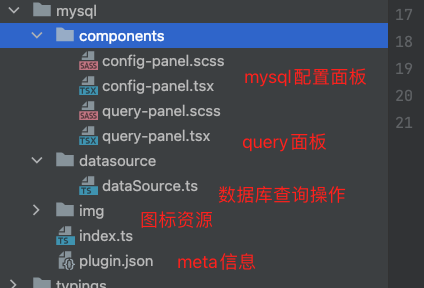 mysql
17
components
18
config-panel.scss
19
config-panel.tsx
mysql配置面板
20
query-panel.scss
21
query-panel.tsx
query面板
datasource
dataSource.ts
数据库查询操作
img
图标资源
index.ts
plugin.json
meta信息
typings